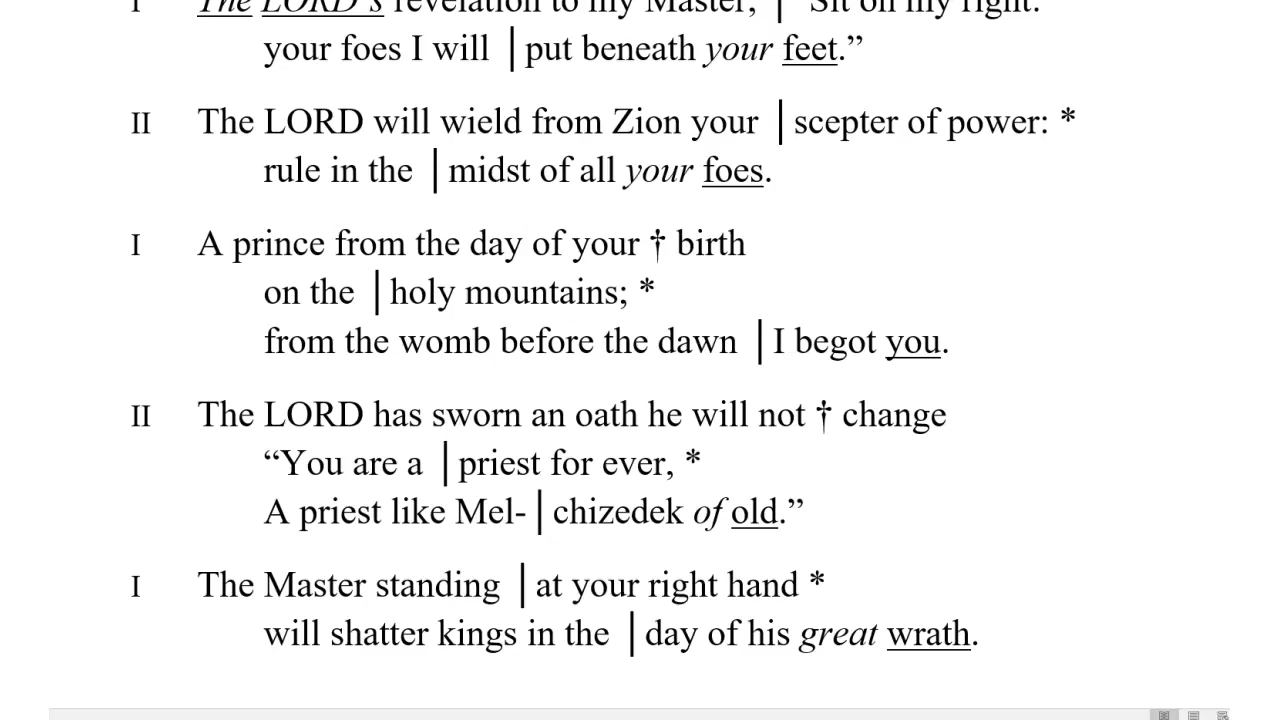 I The LORD's revelation to my Master, | “Sit on my right:
your foes I will | put beneath your feet.”
II The LORD will wield from Zion your | scepter of power: *
rule in the | midst of all your foes.
I A prince from the day of your † birth
on the | holy mountains; *
from the womb before the dawn | I begot you.
II The LORD has sworn an oath he will not † change
“You are a | priest for ever, *
A priest like Mel- | chizedek of old.”
I The Master standing | at your right hand *
will shatter kings in the | day of his great wrath.